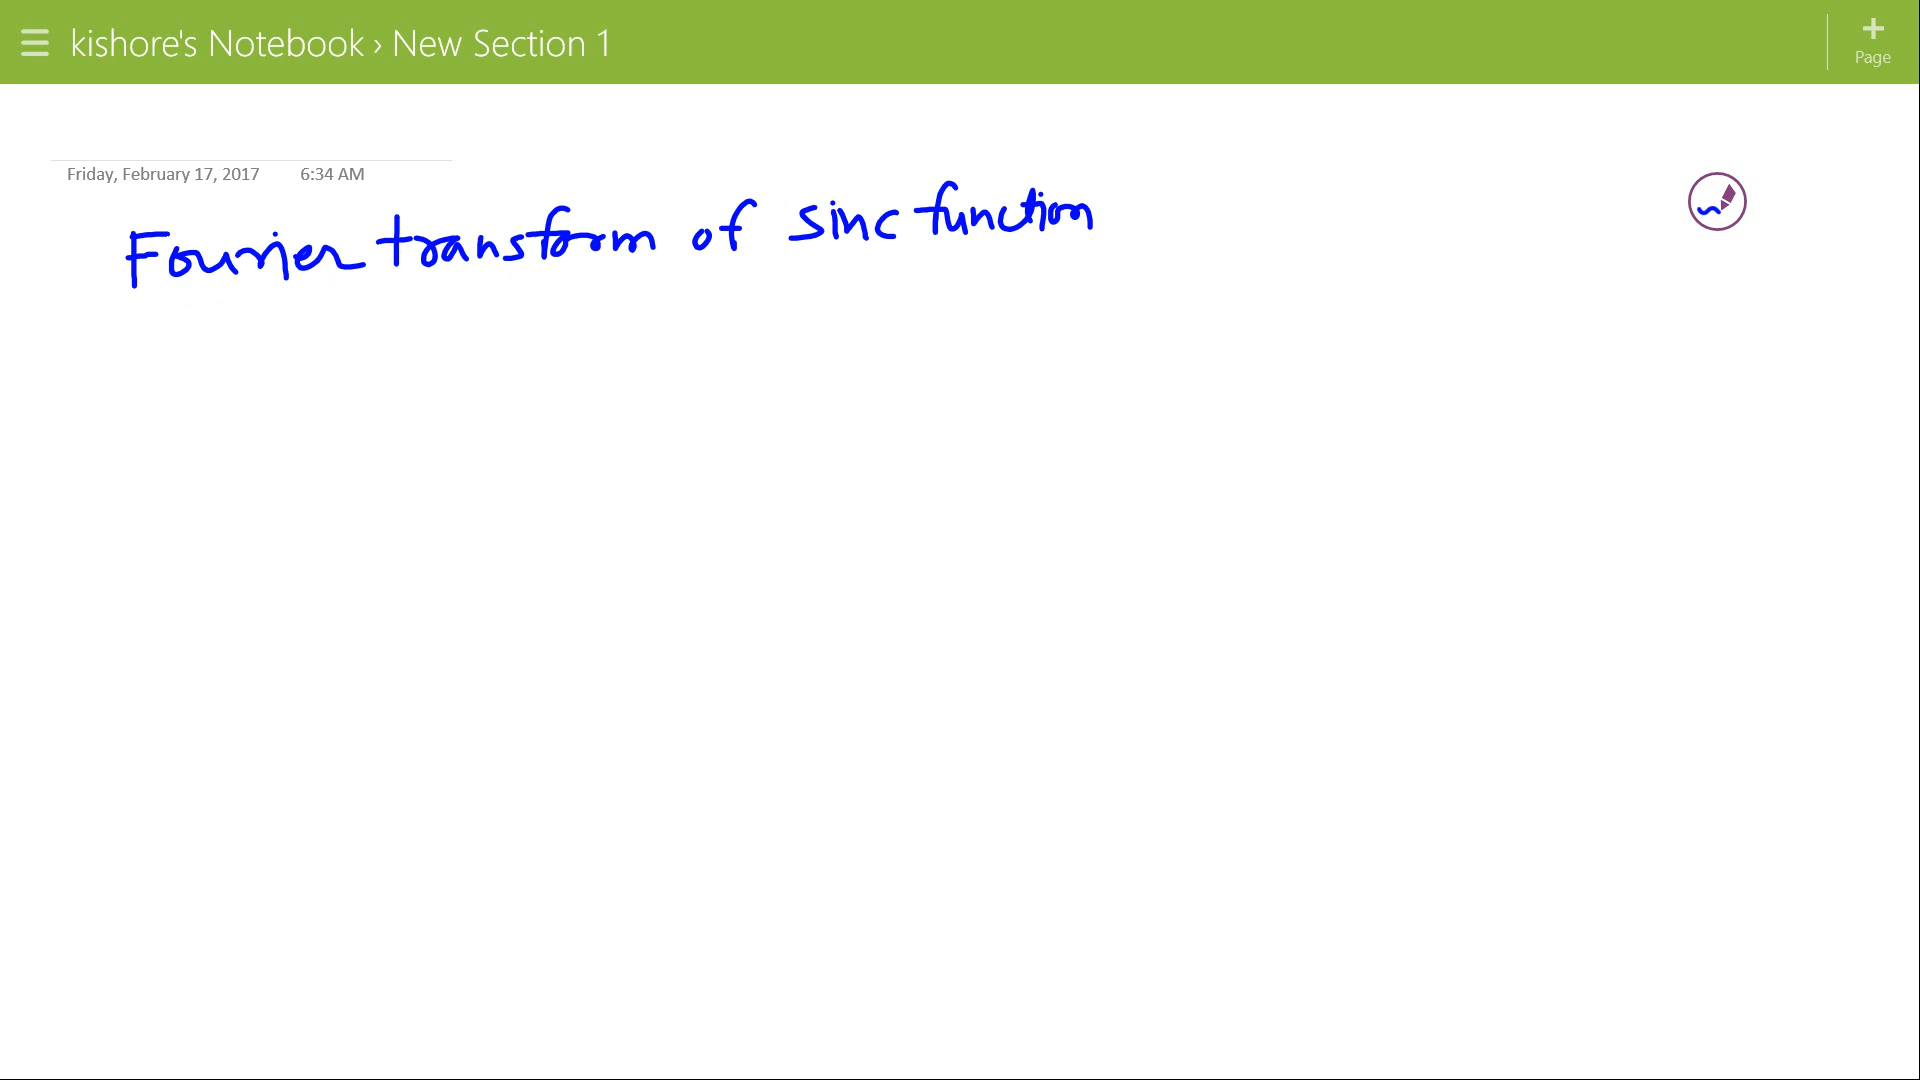 kishore's Notebook › New Section 1
+
Page
Friday, February 17, 2017 6:34 AM
Fourier transform of sinc function